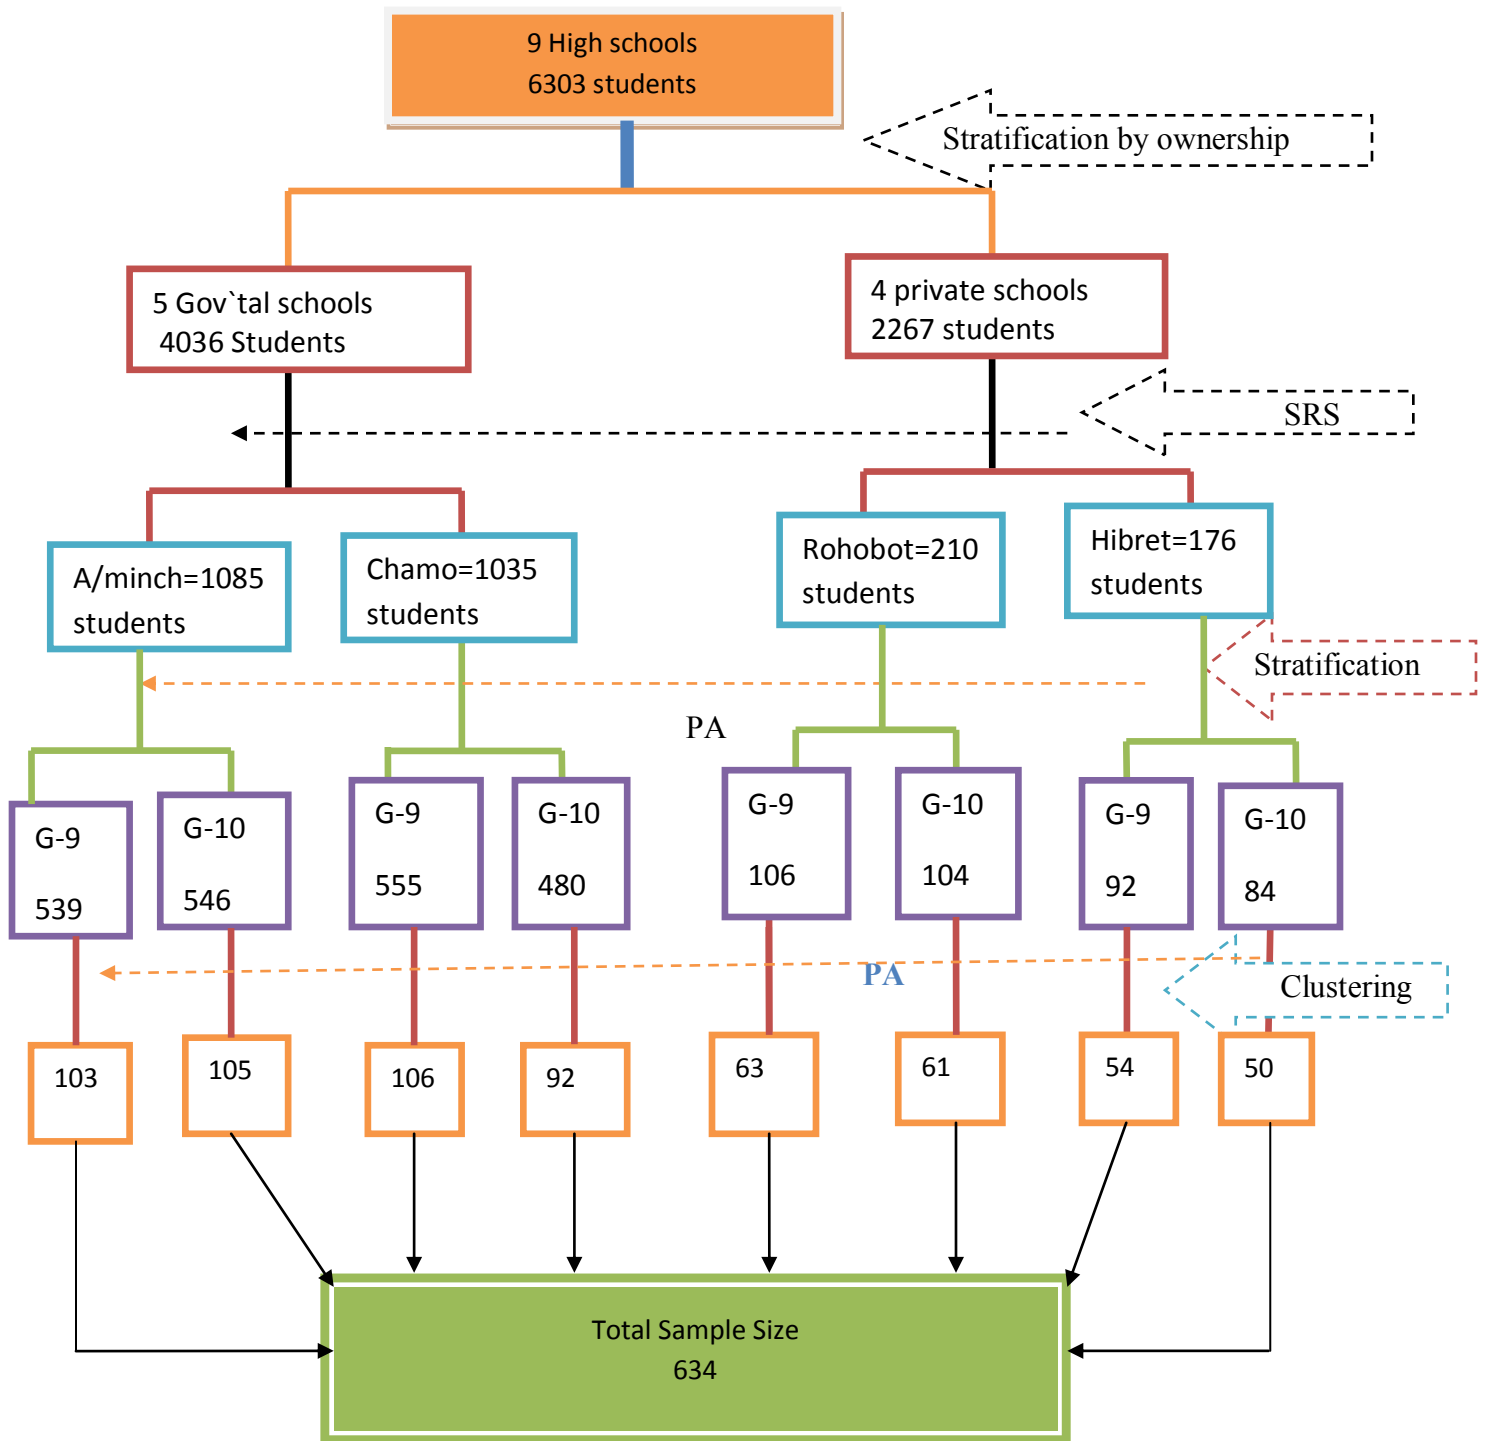 9 High schools
6303 students
Stratification by ownership
5 Gov`tal schools
4036 Students
4 private schools
2267 students
SRS
A/minch=1085
students
Chamo=1035
students
Rohobot=210
students
Hibret=176
students
Stratification
PA
G-9
539
G-10
546
G-9
555
G-10
480
G-9
106
G-10
104
G-9
92
G-10
84
PA
Clustering
103
105
106
92
63
61
54
50
Total Sample Size
634